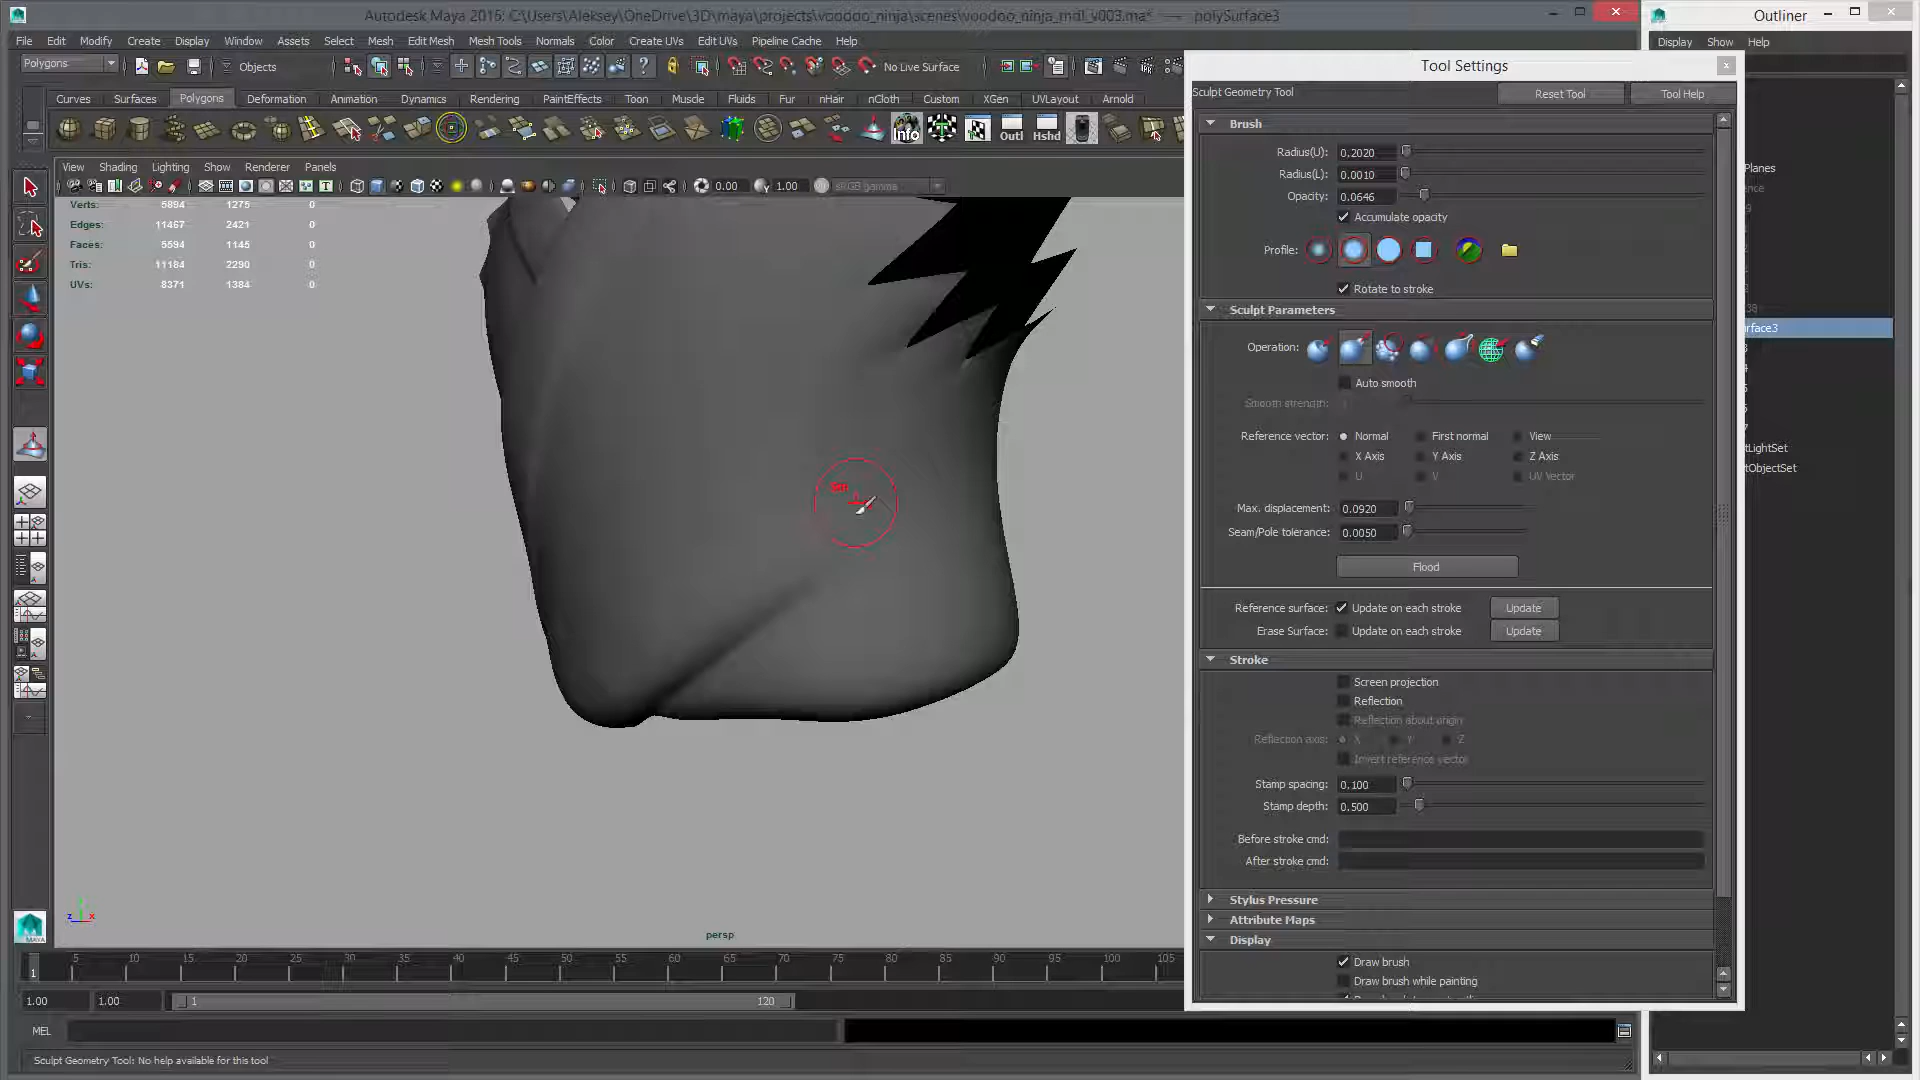 Autodesk Maya 2016: C:\Users\Aleksey\OneDrive\3D\maya\projects\voodoo_ninja\scenes\voodoo_ninja_mdl_v003.ma* --- polySurface3
Outliner
File Edit Modify Create Display Window Assets Select Mesh Edit Mesh Mesh Tools Normals Color Create UVs Edit UVs Pipeline Cache Help
Display Show Help
Polygons
Objects
No Live Surface
Tool Settings
Sculpt Geometry Tool
Reset Tool
Tool Help
Curves Surfaces Polygons Deformation Animation Dynamics Rendering PaintEffects Toon Muscle Fluids Fur nHair nCloth Custom XGen UVLayout Arnold
Info
Outl
Hshd
View Shading Lighting Renderer Panels
0.00
1.00
sRGB gamma
Verts: 5894 1275 0
Edges: 11467 2421 0
Faces: 5594 1145 0
Tris: 11184 2290 0
UVs: 8371 1384 0
Brush
Radius(U): 0.2020
Radius(L): 0.0010
Opacity: 0.0646
Accumulate opacity
Profile:
Rotate to stroke
Sculpt Parameters
Operation:
Auto smooth
Smooth strength:
Reference vector: Normal First normal View
X Axis Y Axis Z Axis
U V UV Vector
Max. displacement: 0.0920
Seam/Pole tolerance: 0.0050
Flood
Reference surface: Update on each stroke Update
Erase Surface: Update on each stroke Update
Stroke
Screen projection
Reflection
Reflection about origin
Reflection axis: X Y Z
Invert reference vector
Stamp spacing: 0.100
Stamp depth: 0.500
Before stroke cmd:
After stroke cmd:
Stylus Pressure
Attribute Maps
Display
Draw brush
Draw brush while painting
Planes
rface3
tLightSet
tObjectSet
z x
persp
MAYA
1 5 10 15 20 25 30 35 40 45 50 55 60 65 70 75 80 85 90 95 100 105
1.00 1.00 1 120
MEL
Sculpt Geometry Tool: No help available for this tool